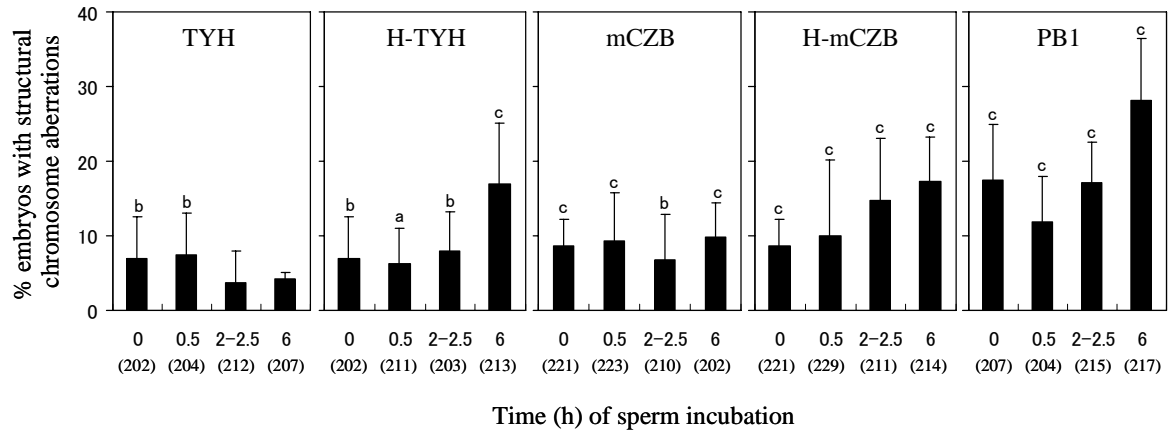 % embryos with structural
chromosome aberrations
40
30
20
10
0
TYH
b b
0 0.5 2-2.5 6
(202) (204) (212) (207)
H-TYH
b a b c
0 0.5 2-2.5 6
(202) (211) (203) (213)
mCZB
c c b c
0 0.5 2-2.5 6
(221) (223) (210) (202)
H-mCZB
c c c c
0 0.5 2-2.5 6
(221) (229) (211) (214)
PB1
c c c c
0 0.5 2-2.5 6
(207) (204) (215) (217)
Time (h) of sperm incubation